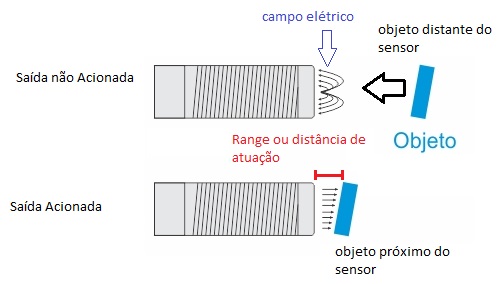 campo elétrico
objeto distante do
sensor
Saída não Acionada
Objeto
Range ou distância de
atuação
Saída Acionada
objeto próximo do
sensor